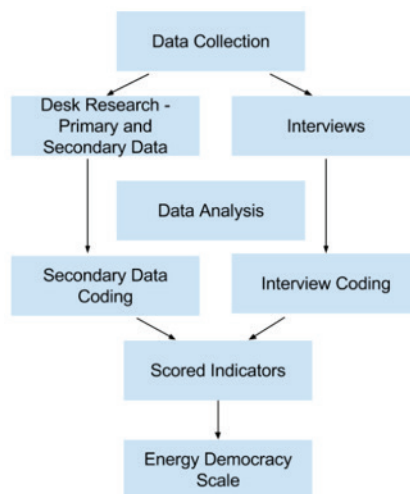 Data Collection
Desk Research -
Primary and
Secondary Data
Interviews
Data Analysis
Secondary Data
Coding
Interview Coding
Scored Indicators
Energy Democracy
Scale